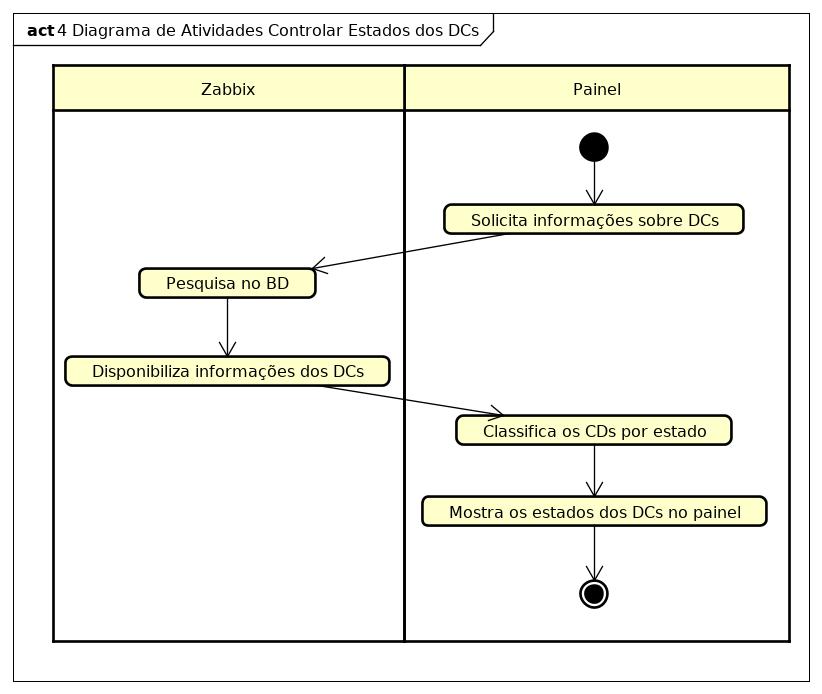 act 4 Diagrama de Atividades Controlar Estados dos DCs
Zabbix
Painel
Solicita informações sobre DCs
Pesquisa no BD
Disponibiliza informações dos DCs
Classifica os CDs por estado
Mostra os estados dos DCs no painel